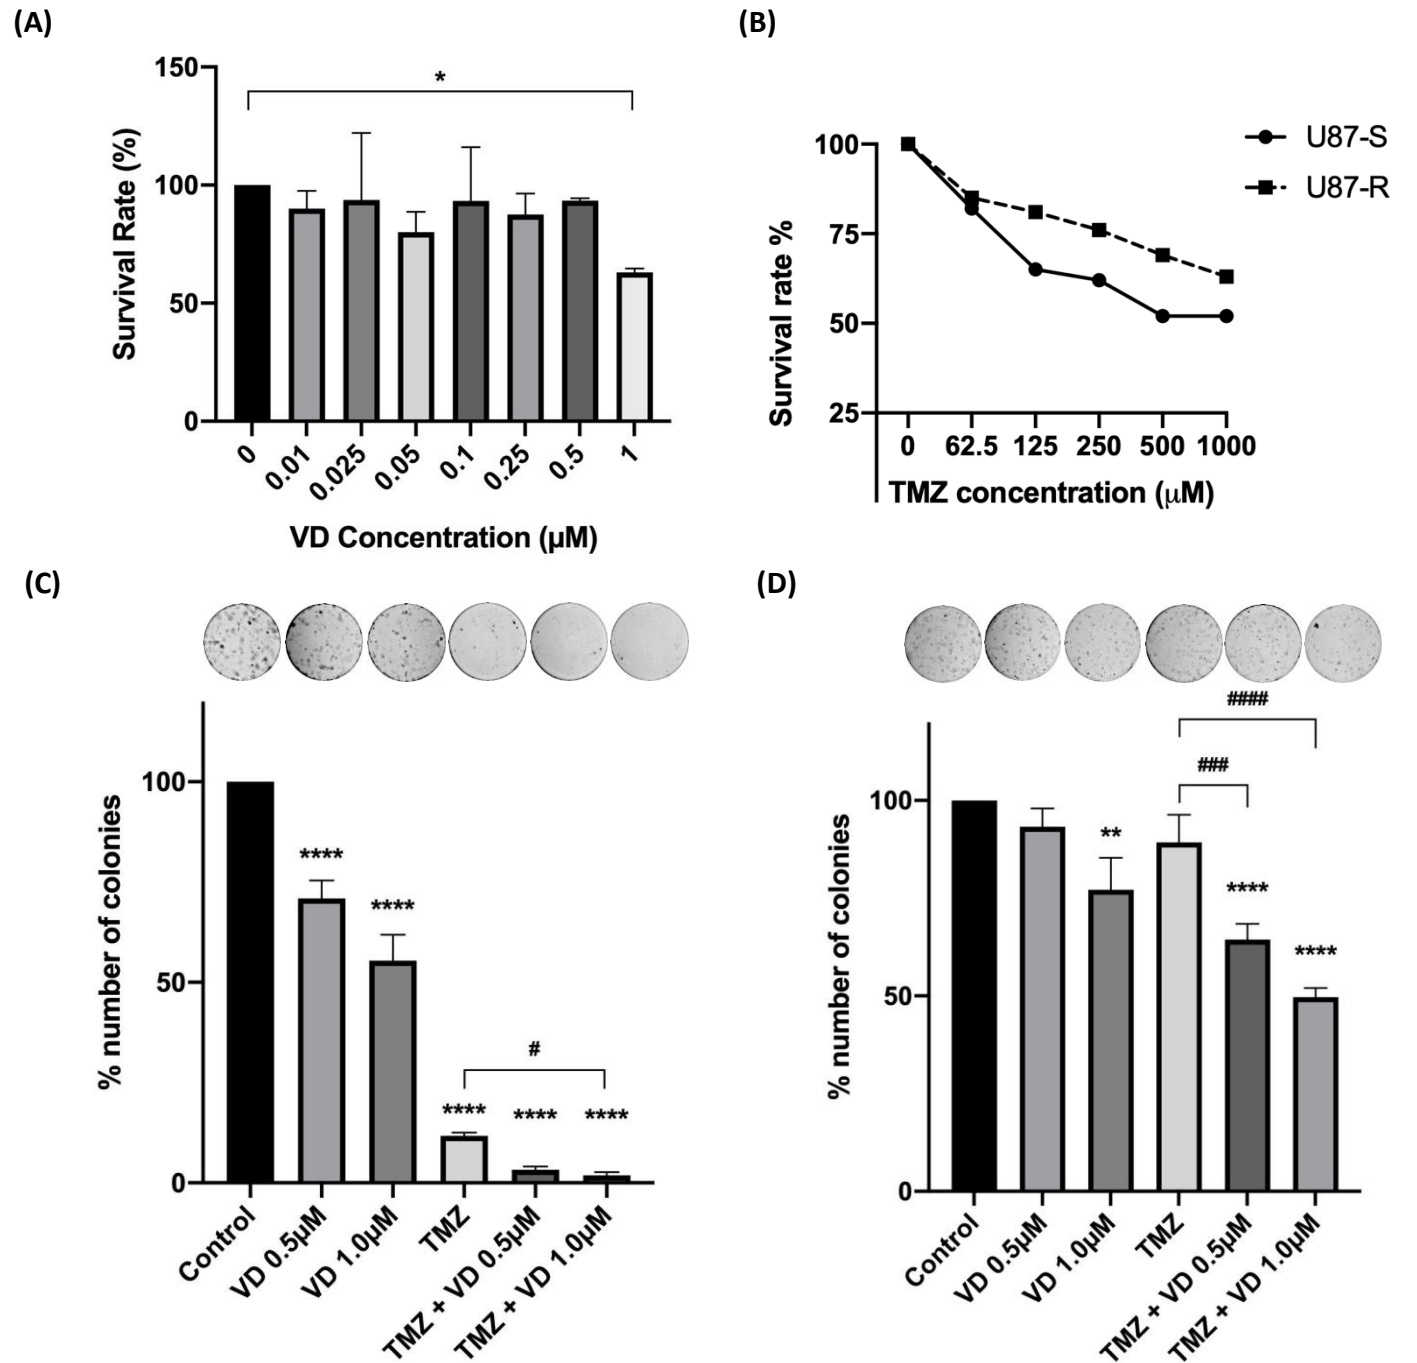 (A)
150
100
50
0
Survival Rate (%)
*
0
0.01
0.025
0.05
0.1
0.25
0.5
1
VD Concentration (µM)
(B)
100
75
50
25
Survival rate %
0 62.5 125 250 500 1000
TMZ concentration (μM)
U87-S
U87-R
(C)
100
50
0
% number of colonies
****
****
****
****
****
#
Control
VD 0.5µM
VD 1.0µM
TMZ
TMZ + VD 0.5µM
TMZ + VD 1.0µM
(D)
####
###
100
50
0
% number of colonies
**
****
****
Control
VD 0.5µM
VD 1.0µM
TMZ
TMZ + VD 0.5µM
TMZ + VD 1.0µM